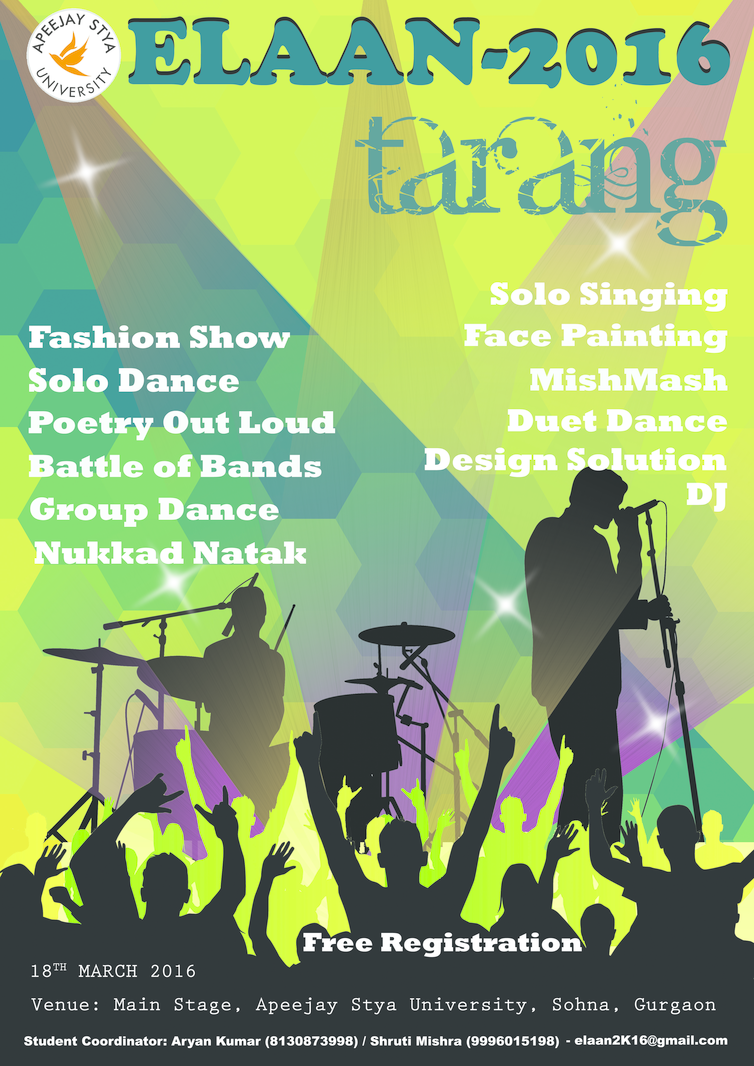 APEEJAY STYA UNIVERSITY
ELAAN-2016
tarang
Fashion Show
Solo Dance
Poetry Out Loud
Battle of Bands
Group Dance
Nukkad Natak
Solo Singing
Face Painting
MishMash
Duet Dance
Design Solution
DJ
Free Registration
18TH MARCH 2016
Venue: Main Stage, Apeejay Stya University, Sohna, Gurgaon
Student Coordinator: Aryan Kumar (8130873998) / Shruti Mishra (9996015198) - elaan2K16@gmail.com